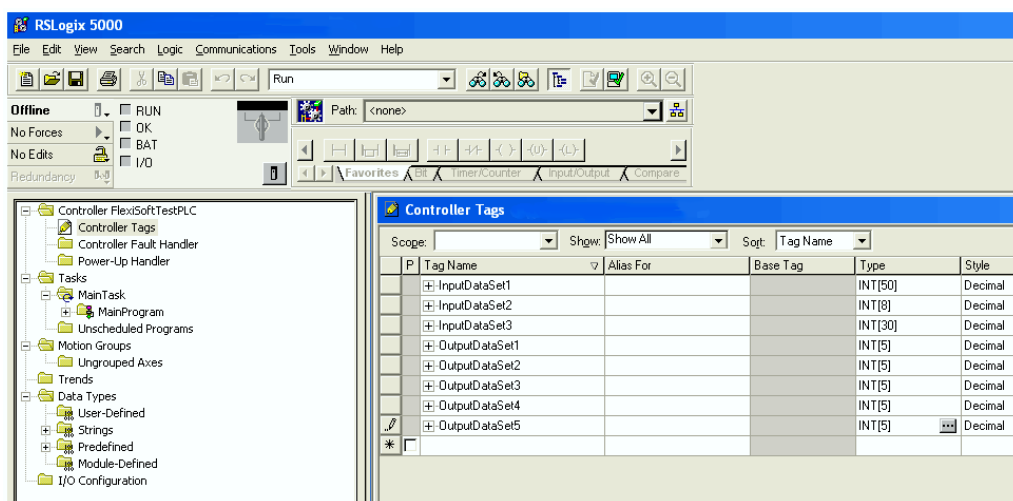 RSLogix 5000
File Edit View Search Logic Communications Tools Window Help
Run
Offline RUN Path: <none>
No Forces OK
No Edits BAT
Redundancy I/O
Favorites Bit Timer/Counter Input/Output Compare
Controller FlexiSoftTestPLC
Controller Tags
Controller Fault Handler
Power-Up Handler
Tasks
MainTask
MainProgram
Unscheduled Programs
Motion Groups
Ungrouped Axes
Trends
Data Types
User-Defined
Strings
Predefined
Module-Defined
I/O Configuration
Controller Tags
Scope: Show: Show All Sort: Tag Name
P Tag Name Alias For Base Tag Type Style
InputDataSet1 INT[50] Decimal
InputDataSet2 INT[8] Decimal
InputDataSet3 INT[30] Decimal
OutputDataSet1 INT[5] Decimal
OutputDataSet2 INT[5] Decimal
OutputDataSet3 INT[5] Decimal
OutputDataSet4 INT[5] Decimal
OutputDataSet5 INT[5] ... Decimal